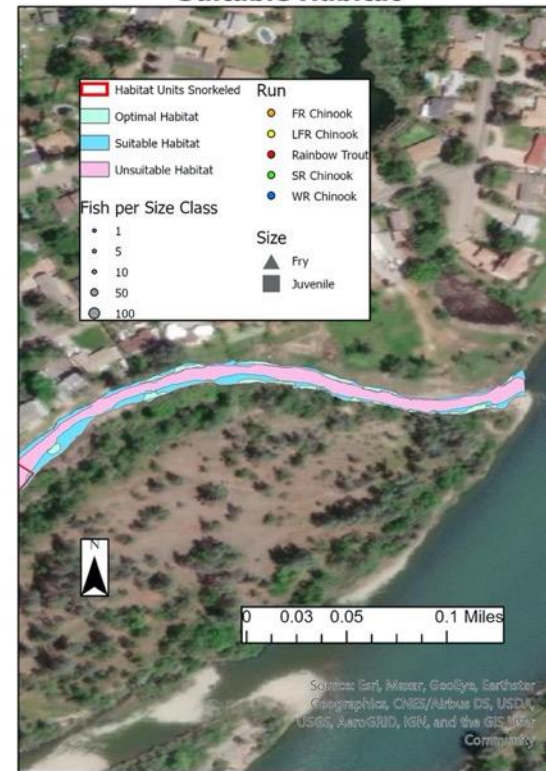 Habitat Units Snorkeled
Optimal Habitat
Suitable Habitat
Unsuitable Habitat
Fish per Size Class
1
5
10
50
100
Run
FR Chinook
LFR Chinook
Rainbow Trout
SR Chinook
WR Chinook
Size
Fry
Juvenile
N
0 0.03 0.05 0.1 Miles
Source: Esri, Maxar, GeoEye, Earthstar
Geographics, CNES/Airbus DS, USDA,
USGS, AeroGRID, IGN, and the GIS User
Community